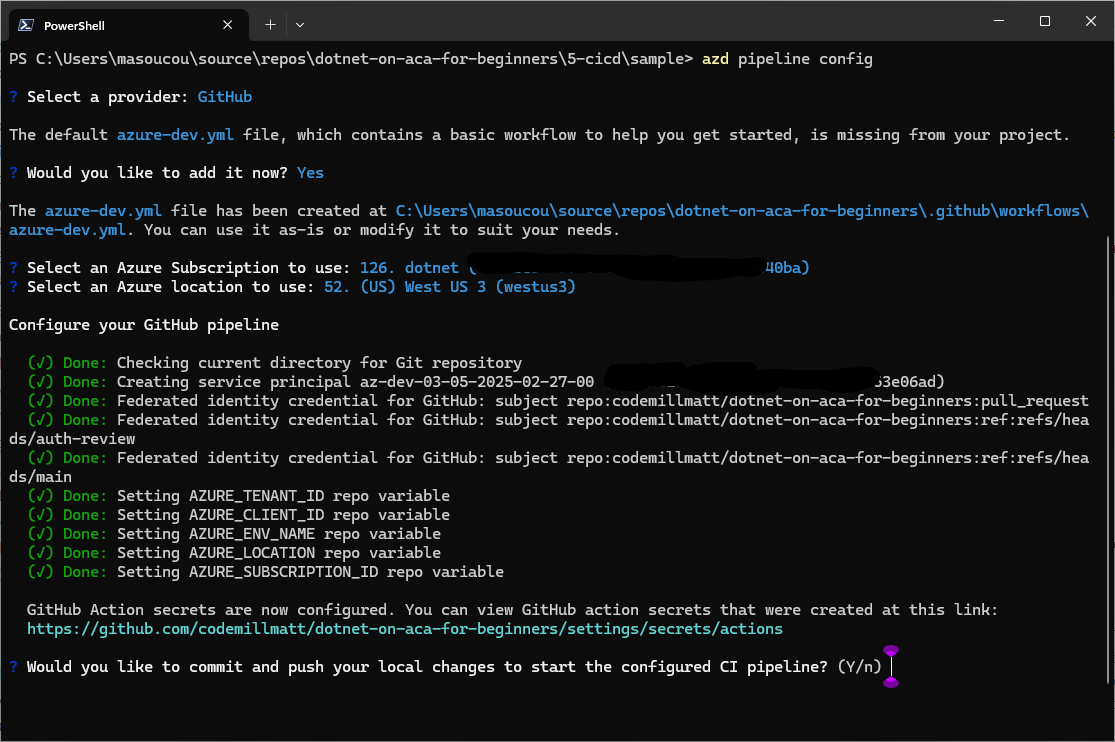 PowerShell
PS C:\Users\masoucou\source\repos\dotnet-on-aca-for-beginners\5-cicd\sample> azd pipeline config
? Select a provider: GitHub
The default azure-dev.yml file, which contains a basic workflow to help you get started, is missing from your project.
? Would you like to add it now? Yes
The azure-dev.yml file has been created at C:\Users\masoucou\source\repos\dotnet-on-aca-for-beginners\.github\workflows\
azure-dev.yml. You can use it as-is or modify it to suit your needs.
? Select an Azure Subscription to use: 126. dotnet ( 40ba)
? Select an Azure location to use: 52. (US) West US 3 (westus3)
Configure your GitHub pipeline
(√) Done: Checking current directory for Git repository
(√) Done: Creating service principal az-dev-03-05-2025-02-27-00 3e06ad)
(√) Done: Federated identity credential for GitHub: subject repo:codemillmatt/dotnet-on-aca-for-beginners:pull_request
(√) Done: Federated identity credential for GitHub: subject repo:codemillmatt/dotnet-on-aca-for-beginners:ref:refs/hea
ds/auth-review
(√) Done: Federated identity credential for GitHub: subject repo:codemillmatt/dotnet-on-aca-for-beginners:ref:refs/hea
ds/main
(√) Done: Setting AZURE_TENANT_ID repo variable
(√) Done: Setting AZURE_CLIENT_ID repo variable
(√) Done: Setting AZURE_ENV_NAME repo variable
(√) Done: Setting AZURE_LOCATION repo variable
(√) Done: Setting AZURE_SUBSCRIPTION_ID repo variable
GitHub Action secrets are now configured. You can view GitHub action secrets that were created at this link:
https://github.com/codemillmatt/dotnet-on-aca-for-beginners/settings/secrets/actions
? Would you like to commit and push your local changes to start the configured CI pipeline? (Y/n)